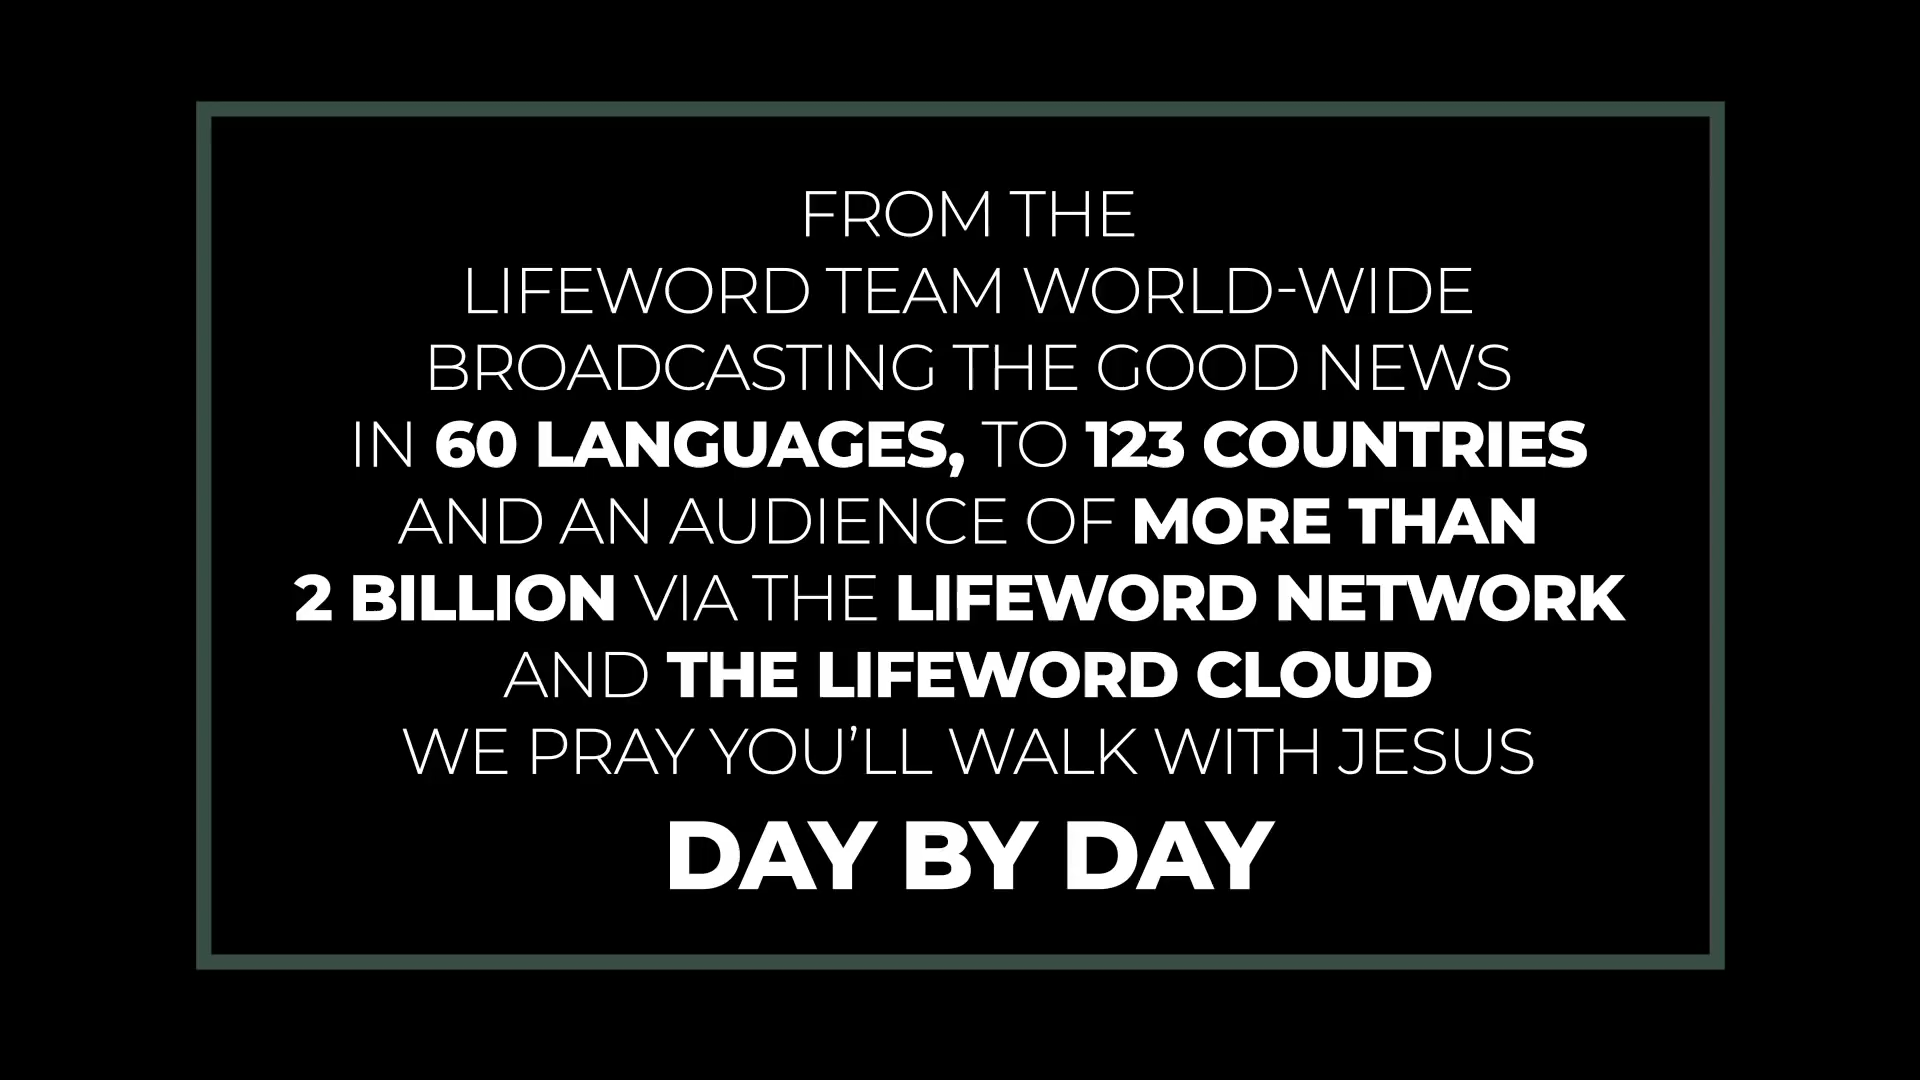 FROM THE
LIFEWORD TEAM WORLD-WIDE
BROADCASTING THE GOOD NEWS
IN 60 LANGUAGES, TO 123 COUNTRIES
AND AN AUDIENCE OF MORE THAN
2 BILLION VIA THE LIFEWORD NETWORK
AND THE LIFEWORD CLOUD
WE PRAY YOU’LL WALK WITH JESUS
DAY BY DAY